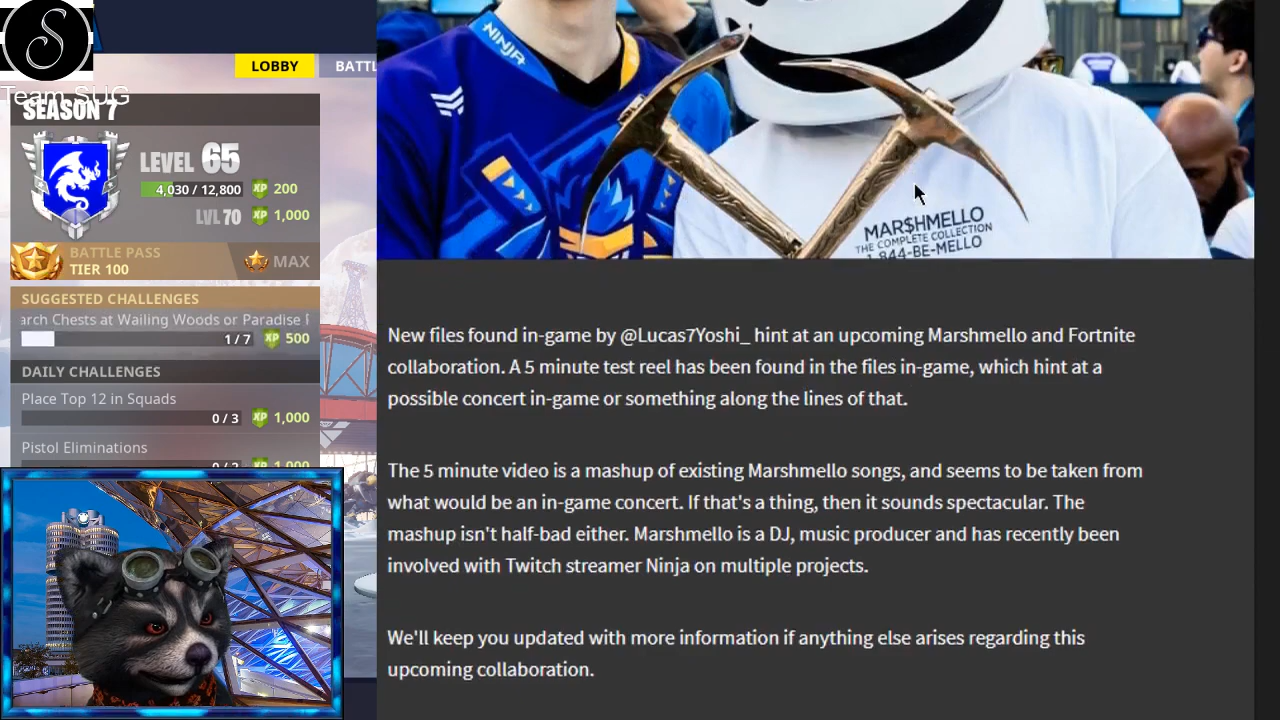 S
Team SUG
LOBBY
BATTL
SEASON 7
LEVEL 65
4,030 / 12,800
XP 200
LVL 70
XP 1,000
BATTLE PASS
TIER 100
MAX
SUGGESTED CHALLENGES
arch Chests at Wailing Woods or Paradise
1 / 7
XP 500
DAILY CHALLENGES
Place Top 12 in Squads
0 / 3
XP 1,000
Pistol Eliminations
NINJA
MAR$HMELLO
THE COMPLETE COLLECTION
1-844-BE-MELLO
New files found in-game by @Lucas7Yoshi_ hint at an upcoming Marshmello and Fortnite
collaboration. A 5 minute test reel has been found in the files in-game, which hint at a
possible concert in-game or something along the lines of that.
The 5 minute video is a mashup of existing Marshmello songs, and seems to be taken from
what would be an in-game concert. If that's a thing, then it sounds spectacular. The
mashup isn't half-bad either. Marshmello is a DJ, music producer and has recently been
involved with Twitch streamer Ninja on multiple projects.
We'll keep you updated with more information if anything else arises regarding this
upcoming collaboration.